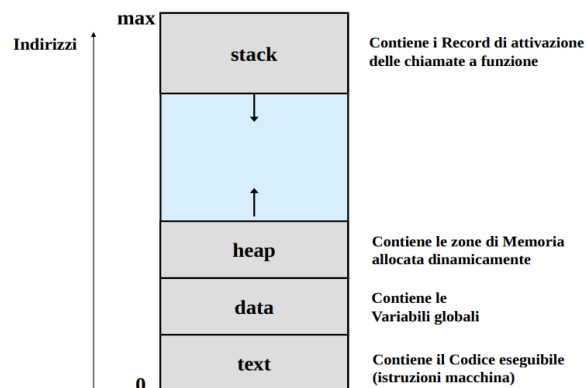 max
Indirizzi
stack
Contiene i Record di attivazione
delle chiamate a funzione
heap
Contiene le zone di Memoria
allocata dinamicamente
data
Contiene le
Variabili globali
text
Contiene il Codice eseguibile
(istruzioni macchina)
0